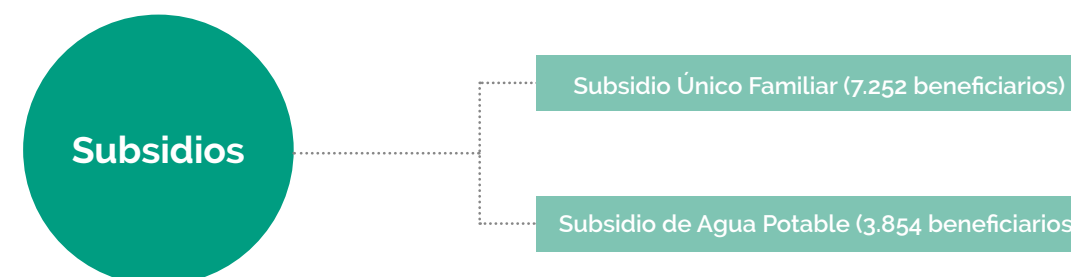 Subsidios
Subsidio Único Familiar (7.252 beneficiarios)
Subsidio de Agua Potable (3.854 beneficiarios